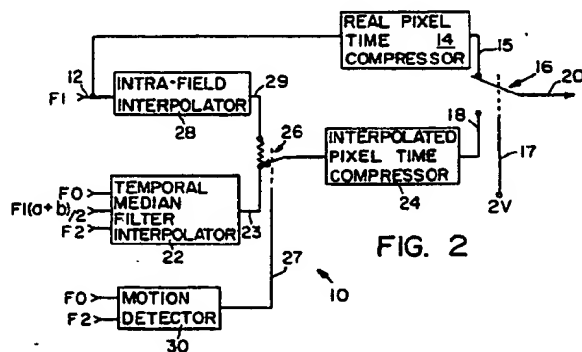 REAL PIXEL
TIME 14
COMPRESSOR
15
16
20
12
F1
INTRA-FIELD
INTERPOLATOR
28
29
26
18
INTERPOLATED
PIXEL TIME
COMPRESSOR
24
17
2V
F0
F1(a+b)/2
F2
TEMPORAL
MEDIAN
FILTER
INTERPOLATOR
22
23
FIG. 2
27
10
F0
F2
MOTION
DETECTOR
30